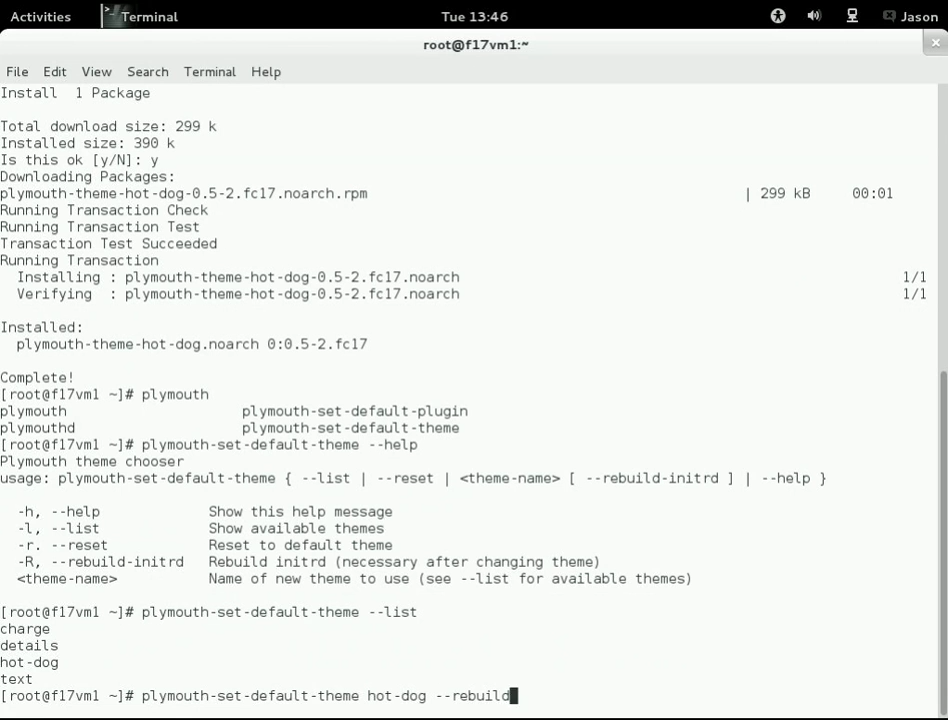 Activities Terminal Tue 13:46 Jason
root@f17vm1:~
File Edit View Search Terminal Help
Install  1 Package
Total download size: 299 k
Installed size: 390 k
Is this ok [y/N]: y
Downloading Packages:
plymouth-theme-hot-dog-0.5-2.fc17.noarch.rpm | 299 kB 00:01
Running Transaction Check
Running Transaction Test
Transaction Test Succeeded
Running Transaction
Installing : plymouth-theme-hot-dog-0.5-2.fc17.noarch 1/1
Verifying  : plymouth-theme-hot-dog-0.5-2.fc17.noarch 1/1
Installed:
plymouth-theme-hot-dog.noarch 0:0.5-2.fc17
Complete!
[root@f17vm1 ~]# plymouth
plymouth plymouth-set-default-plugin
plymouthd plymouth-set-default-theme
[root@f17vm1 ~]# plymouth-set-default-theme --help
Plymouth theme chooser
usage: plymouth-set-default-theme { --list | --reset | <theme-name> [ --rebuild-initrd ] | --help }
-h, --help Show this help message
-l, --list Show available themes
-r. --reset Reset to default theme
-R, --rebuild-initrd Rebuild initrd (necessary after changing theme)
<theme-name> Name of new theme to use (see --list for available themes)
[root@f17vm1 ~]# plymouth-set-default-theme --list
charge
details
hot-dog
text
[root@f17vm1 ~]# plymouth-set-default-theme hot-dog --rebuild